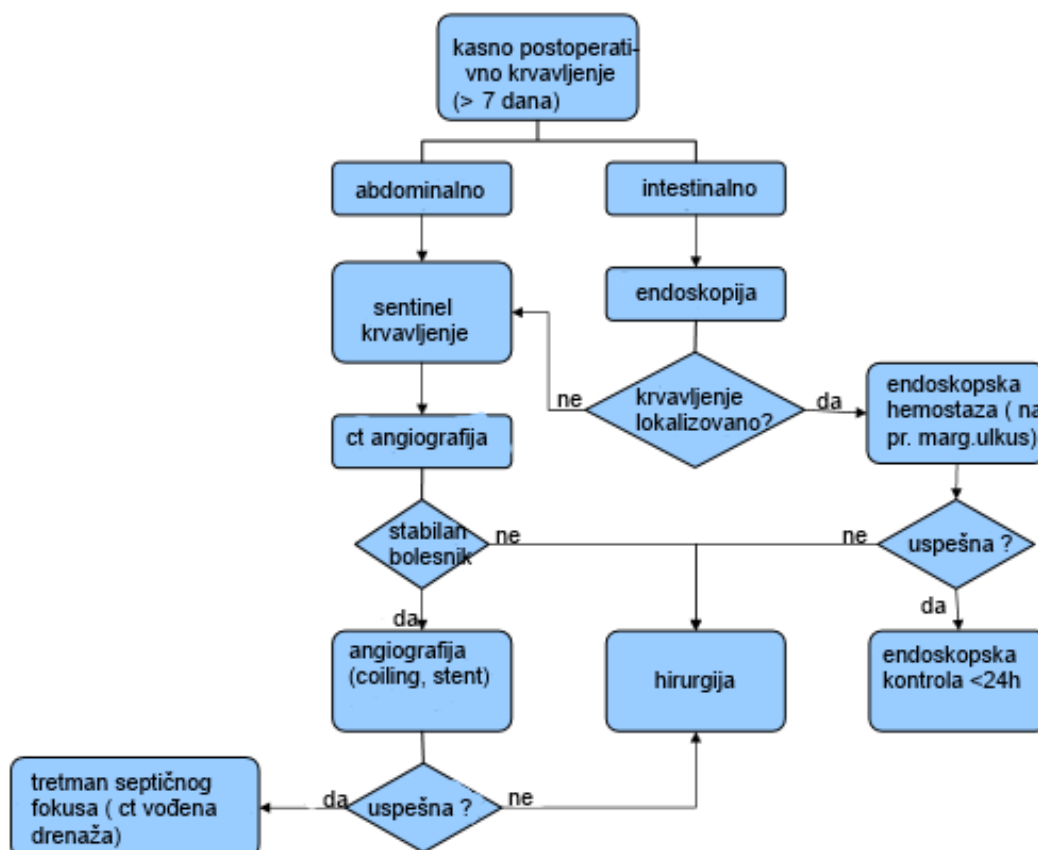 kasno postoperati-
vno krvavljenje
(> 7 dana)
abdominalno
intestinalno
sentinel
krvavljenje
endoskopija
ne
krvavljenje
lokalizovano?
da
endoskopska
hemostaza ( na
pr. marg.ulkus)
ct angiografija
stabilan
bolesnik
ne
ne
uspešna ?
da
da
angiografija
(coiling, stent)
hirurgija
endoskopska
kontrola <24h
tretman septičnog
fokusa ( ct vođena
drenaža)
da
uspešna ?
ne